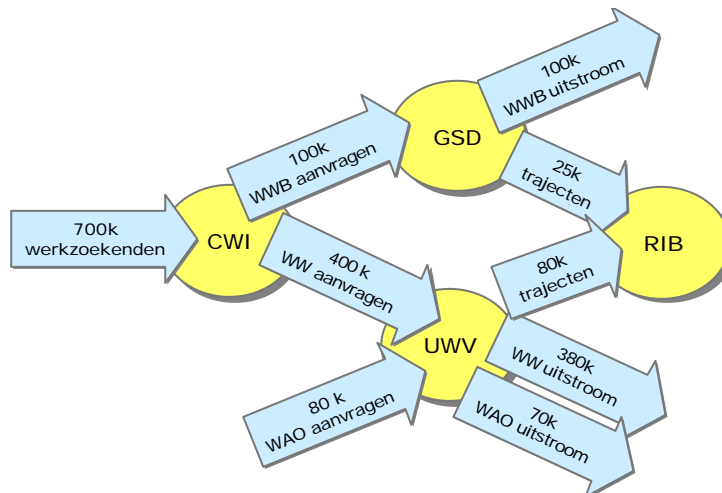 100k
WWB uitstroom
GSD
100k
WWB aanvragen
25k
trajecten
700k
werkzoekenden
CWI
RIB
400 k
WW aanvragen
80k
trajecten
UWV
380k
WW uitstroom
80 k
WAO aanvragen
70k
WAO uitstroom